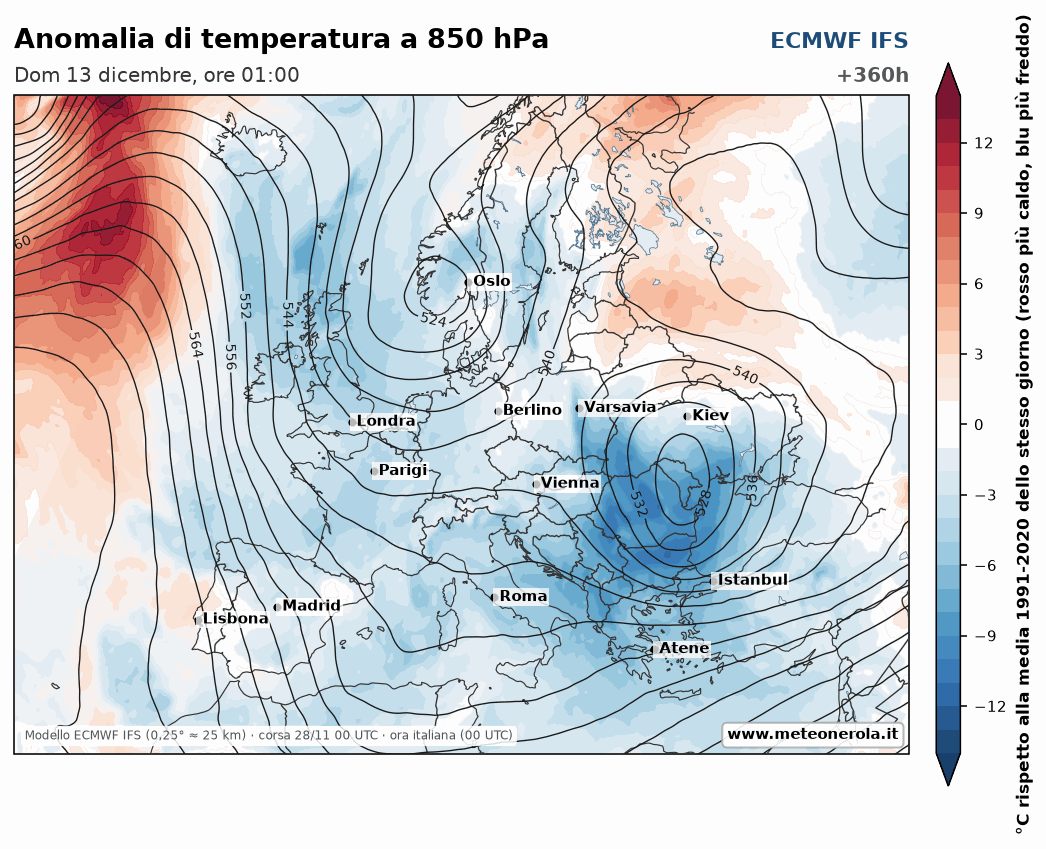 Anomalia di temperatura a 850 hPa
ECMWF IFS
Dom 13 dicembre, ore 01:00
+360h
60
552
544
564
556
524
540
540
532
528
536
Oslo
Berlino
Varsavia
Kiev
Londra
Parigi
Vienna
Istanbul
Roma
Madrid
Lisbona
Atene
Modello ECMWF IFS (0,25° ≈ 25 km) · corsa 28/11 00 UTC · ora italiana (00 UTC)
www.meteonerola.it
12
9
6
3
0
−3
−6
−9
−12
°C rispetto alla media 1991-2020 dello stesso giorno (rosso più caldo, blu più freddo)